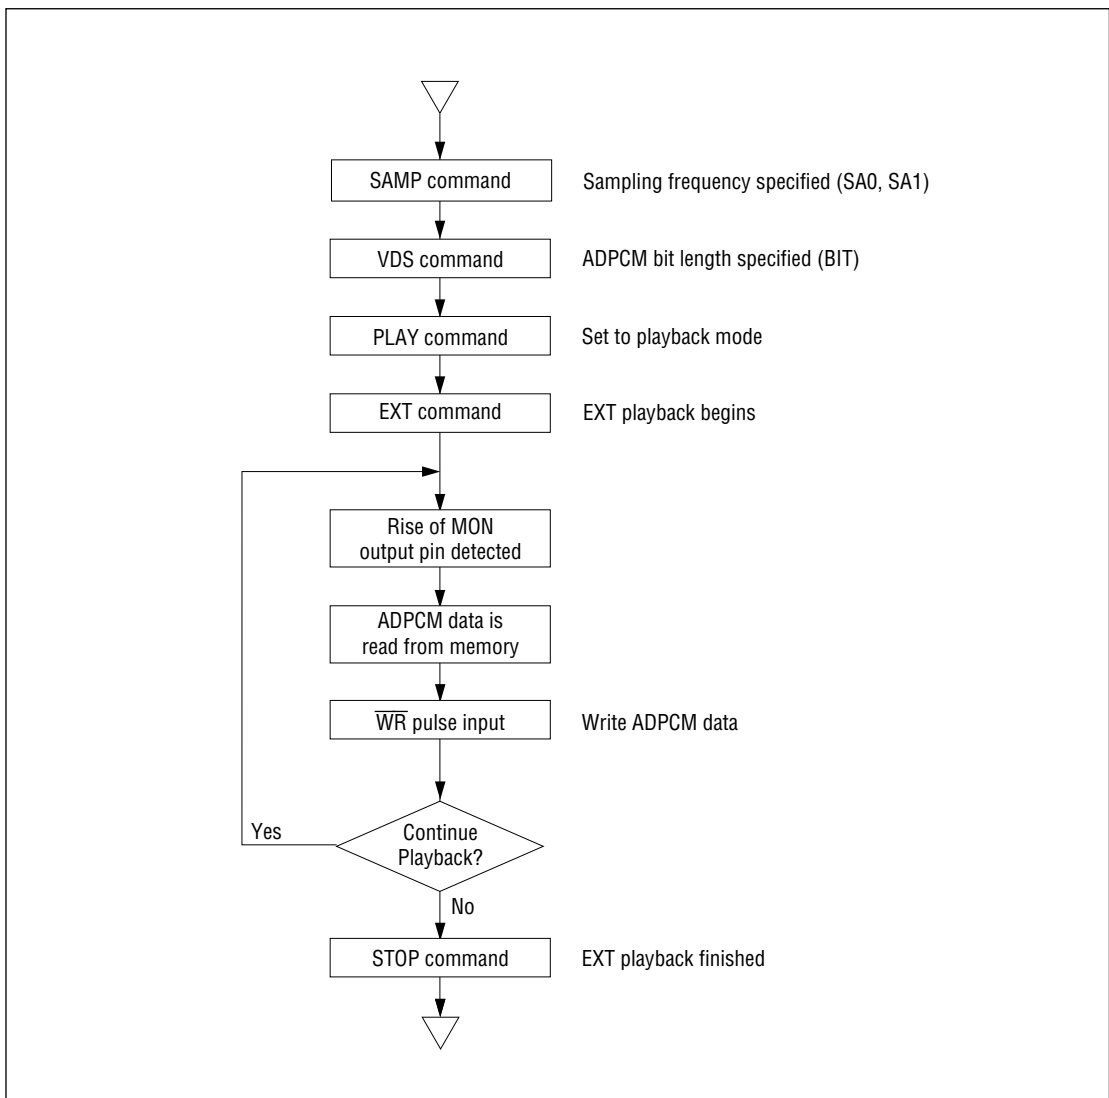 SAMP command
Sampling frequency specified (SA0, SA1)
VDS command
ADPCM bit length specified (BIT)
PLAY command
Set to playback mode
EXT command
EXT playback begins
Rise of MON
output pin detected
ADPCM data is
read from memory
W̅R̅ pulse input
Write ADPCM data
Continue
Playback?
Yes
No
STOP command
EXT playback finished